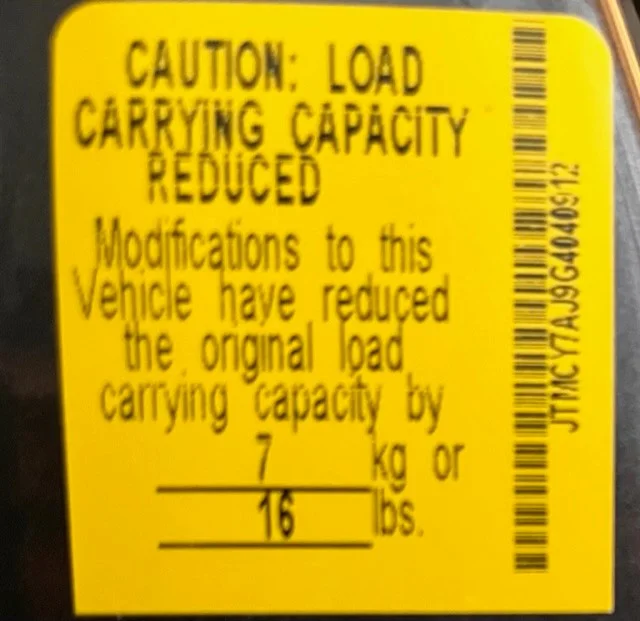 CAUTION: LOAD
CARRYING CAPACITY
REDUCED
Modifications to this
Vehicle have reduced
the original load
carrying capacity by
7 kg or
16 lbs.
JTMCY7AJ9G4040912